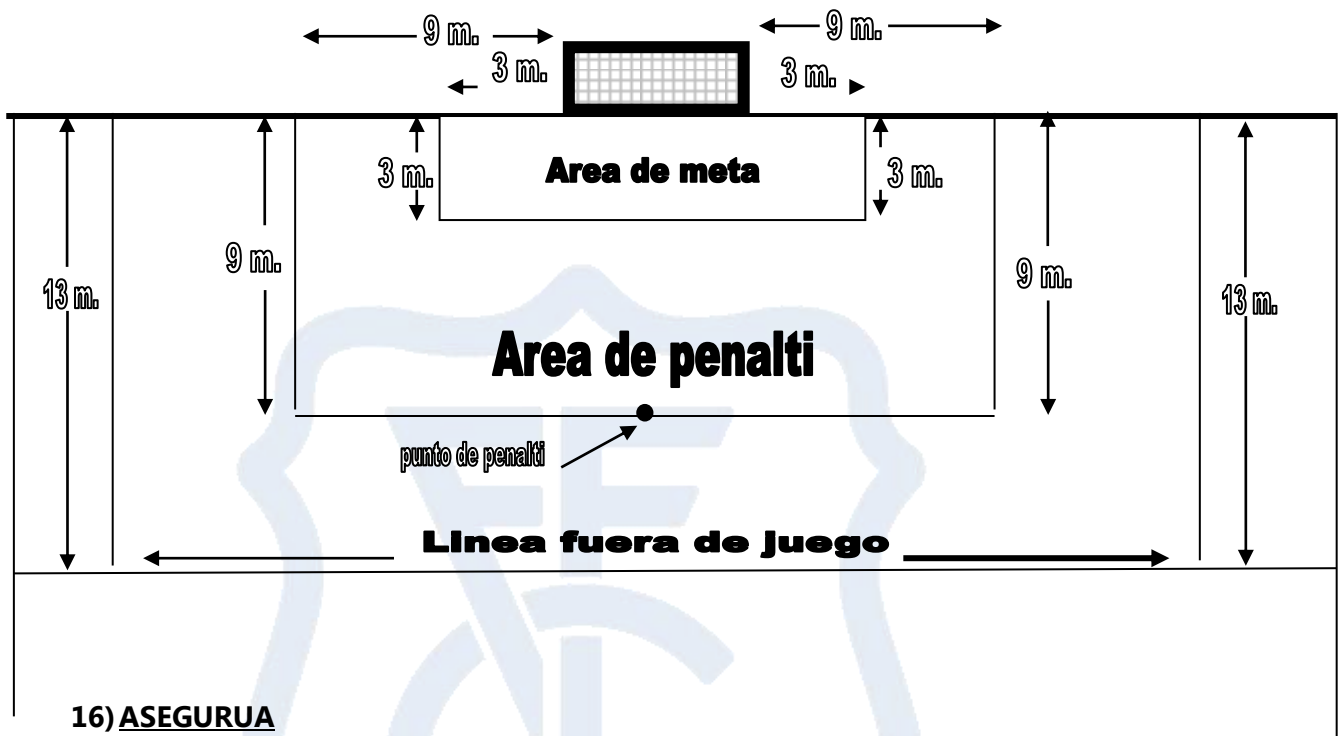 9 m.
9 m.
3 m.
3 m.
3 m.
Area de meta
3 m.
9 m.
9 m.
13 m.
13 m.
Area de penalti
punto de penalti
Linea fuera de juego
16) ASEGURUA